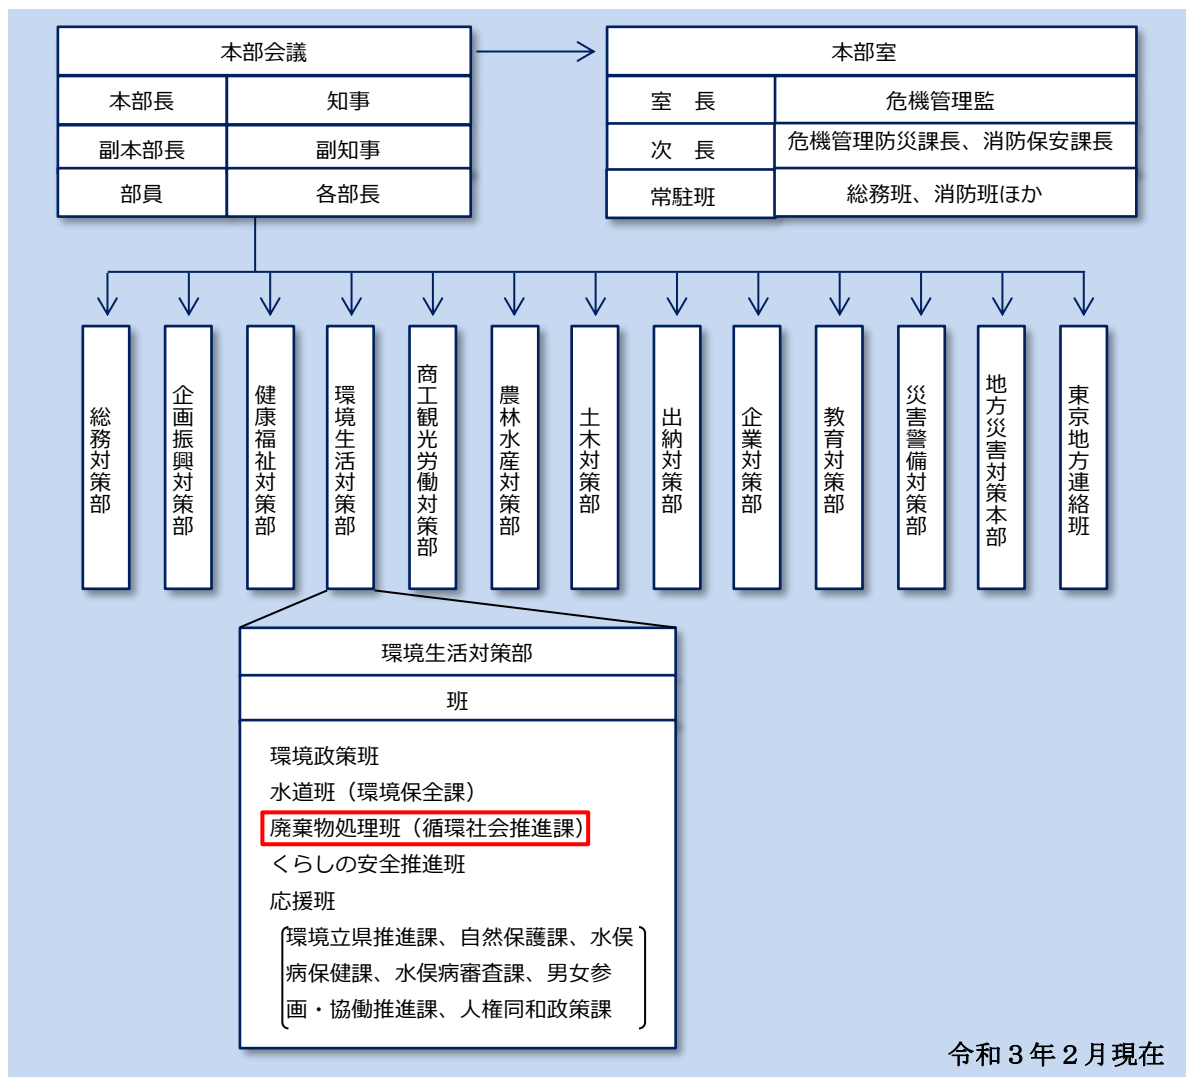 本部会議
本部長 知事
副本部長 副知事
部員 各部長
本部室
室　長 危機管理監
次　長 危機管理防災課長、消防保安課長
常駐班 総務班、消防班ほか
総務対策部
企画振興対策部
健康福祉対策部
環境生活対策部
商工観光労働対策部
農林水産対策部
土木対策部
出納対策部
企業対策部
教育対策部
災害警備対策部
地方災害対策本部
東京地方連絡班
環境生活対策部
班
環境政策班
水道班（環境保全課）
廃棄物処理班（循環社会推進課）
くらしの安全推進班
応援班
環境立県推進課、自然保護課、水俣
病保健課、水俣病審査課、男女参
画・協働推進課、人権同和政策課
令和３年２月現在